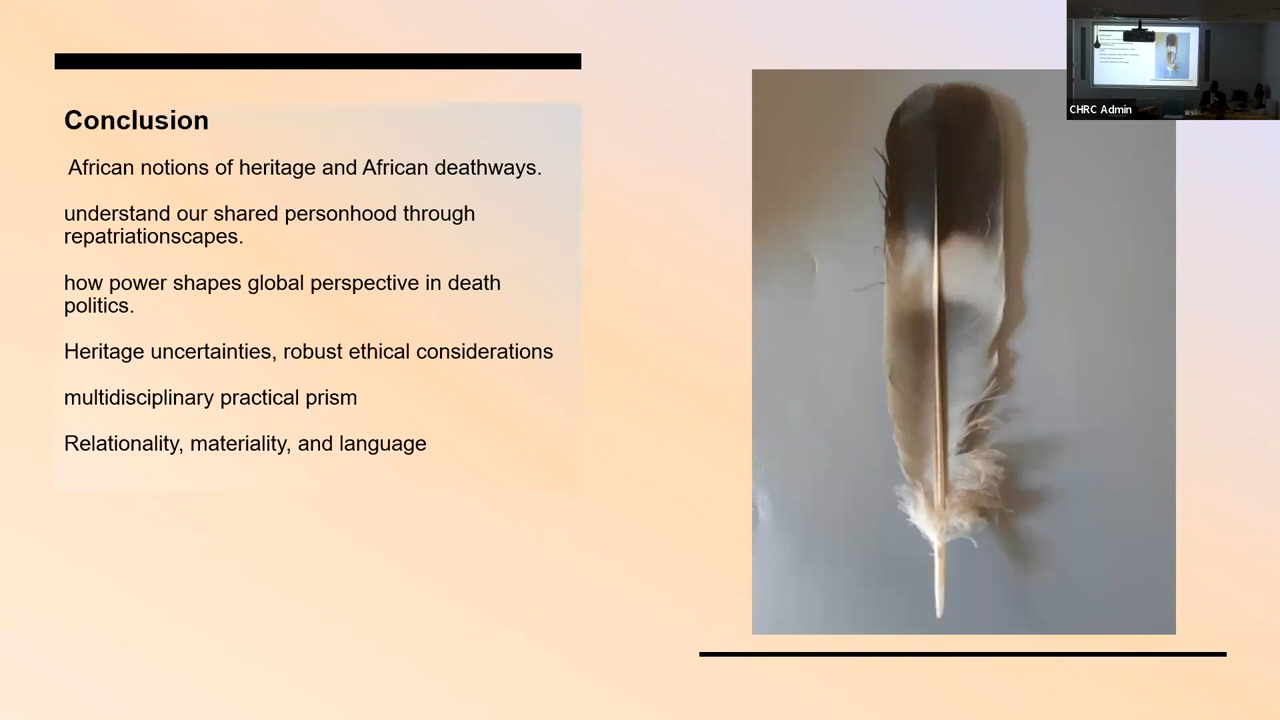 Conclusion
African notions of heritage and African deathways.
understand our shared personhood through
repatriationscapes.
how power shapes global perspective in death
politics.
Heritage uncertainties, robust ethical considerations
multidisciplinary practical prism
Relationality, materiality, and language
CHRC Admin